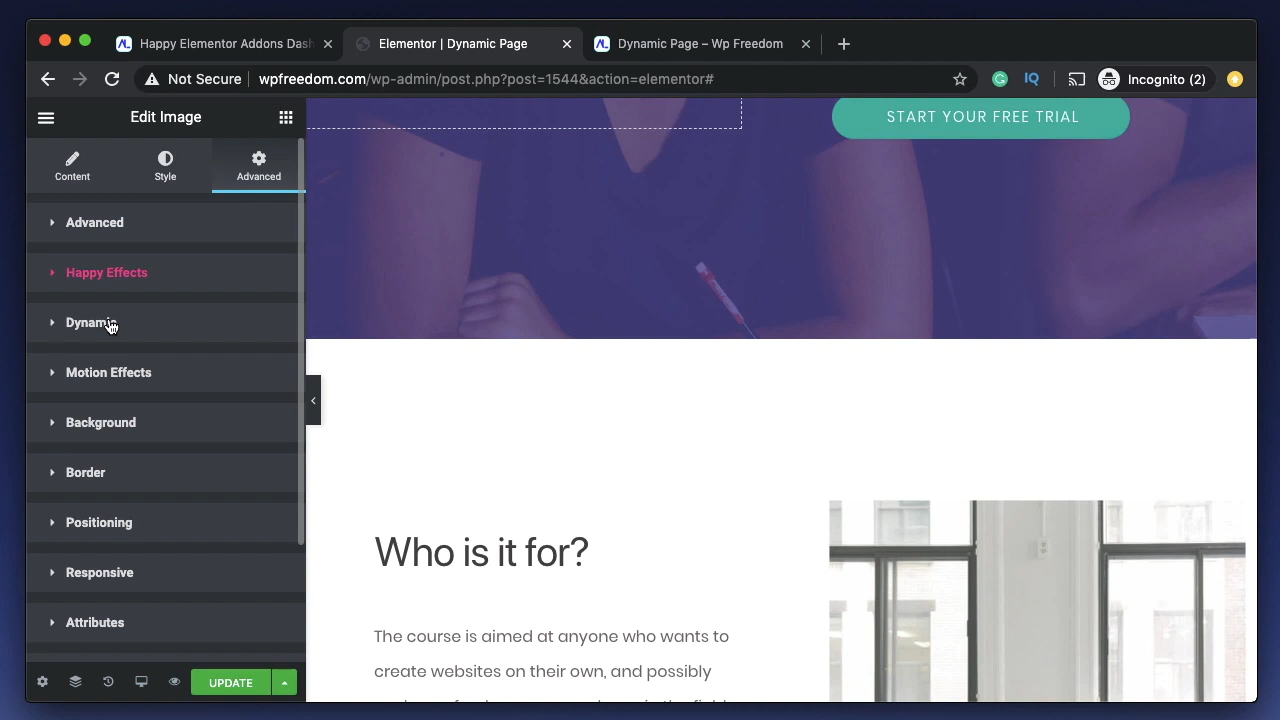 Happy Elementor Addons Dash
Elementor | Dynamic Page
Dynamic Page – Wp Freedom
Not Secure
wpfreedom.com/wp-admin/post.php?post=1544&action=elementor#
IQ
Incognito (2)
Edit Image
Content
Style
Advanced
Advanced
Happy Effects
Dynamic
Motion Effects
Background
Border
Positioning
Responsive
Attributes
UPDATE
START YOUR FREE TRIAL
Who is it for?
The course is aimed at anyone who wants to
create websites on their own, and possibly